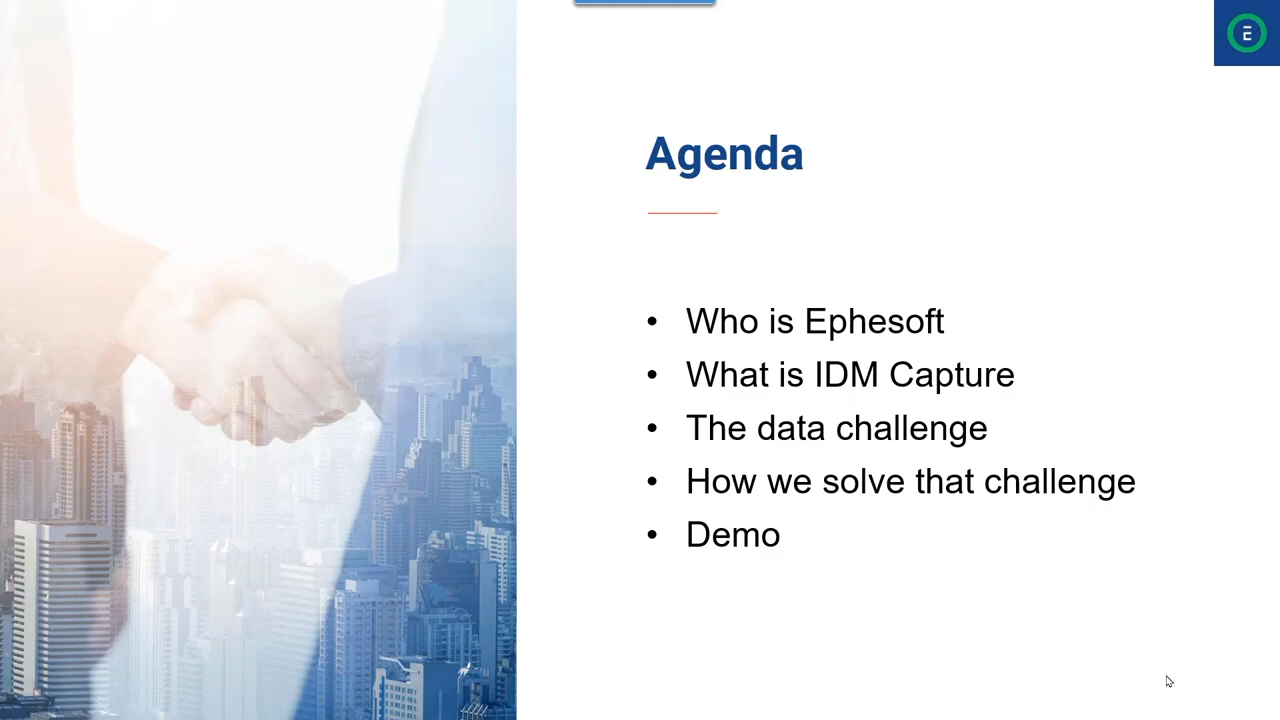 E
Agenda
• Who is Ephesoft
• What is IDM Capture
• The data challenge
• How we solve that challenge
• Demo